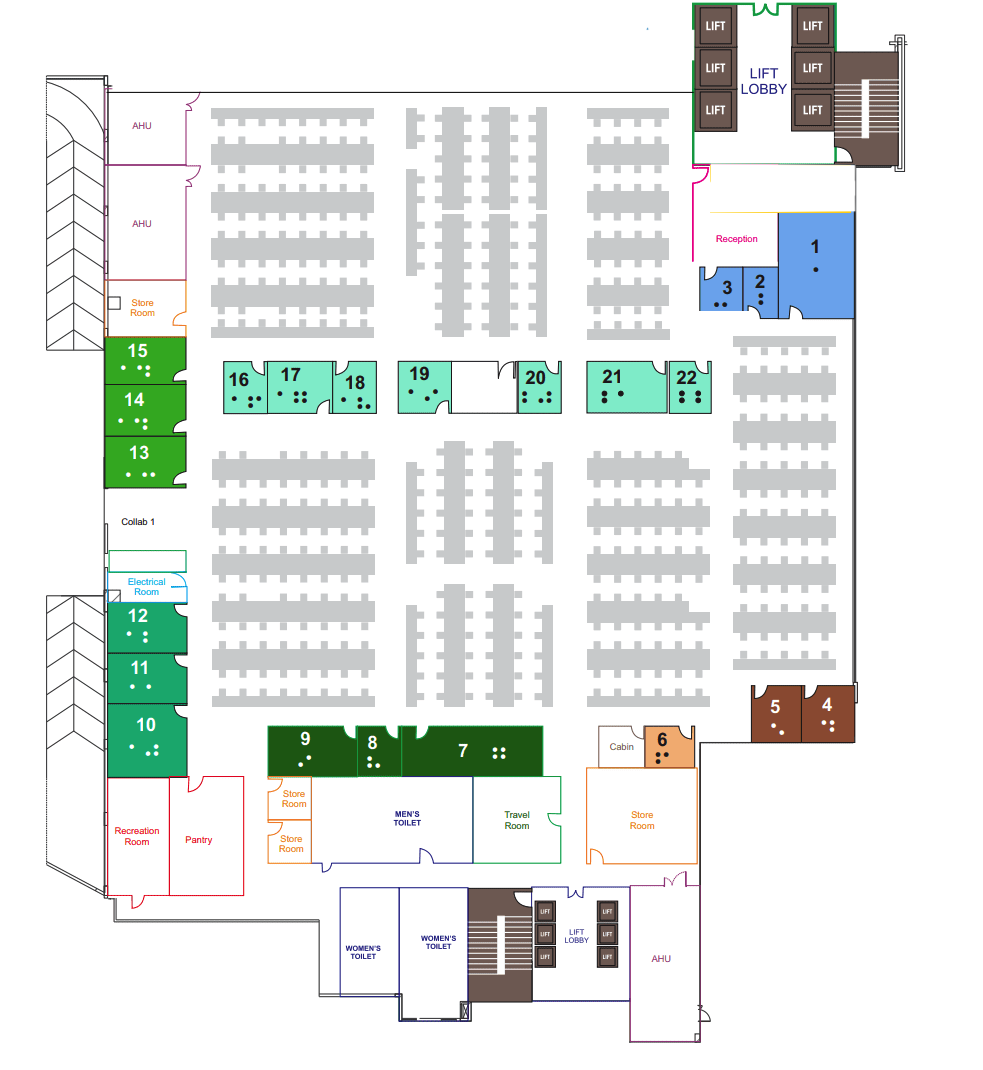 LIFT
LIFT
LIFT
LIFT
LIFT
LIFT
LIFT
LOBBY
AHU
AHU
Reception
1
2
3
Store
Room
15
14
13
16
17
18
19
20
21
22
Collab 1
Electrical
Room
12
11
10
9
8
7
Cabin
6
5
4
Recreation
Room
Pantry
Store
Room
Store
Room
MEN'S
TOILET
Travel
Room
Store
Room
WOMEN'S
TOILET
WOMEN'S
TOILET
LIFT
LIFT
LIFT
LIFT
LOBBY
LIFT
LIFT
LIFT
AHU